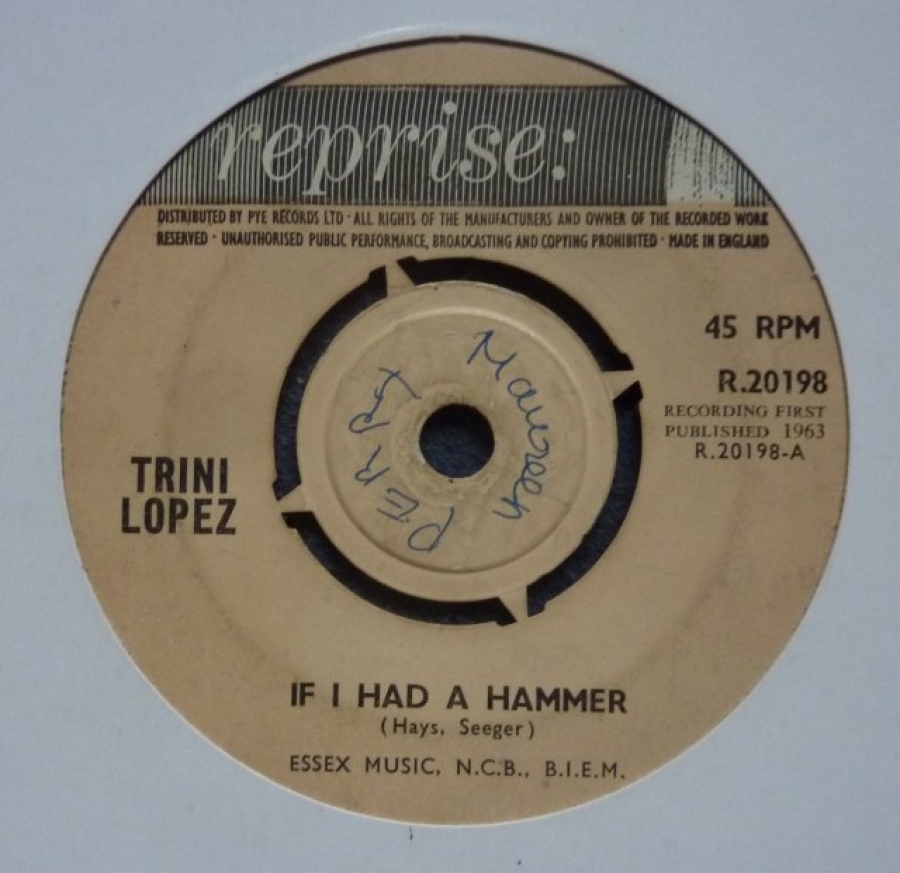 reprise:
DISTRIBUTED BY PYE RECORDS LTD · ALL RIGHTS OF THE MANUFACTURERS AND OWNER OF THE RECORDED WORK
RESERVED · UNAUTHORISED PUBLIC PERFORMANCE, BROADCASTING AND COPYING PROHIBITED · MADE IN ENGLAND
45 RPM
R.20198
RECORDING FIRST
PUBLISHED 1963
R.20198-A
TRINI
LOPEZ
Maureen
PERRY
IF I HAD A HAMMER
(Hays, Seeger)
ESSEX MUSIC, N.C.B., B.I.E.M.